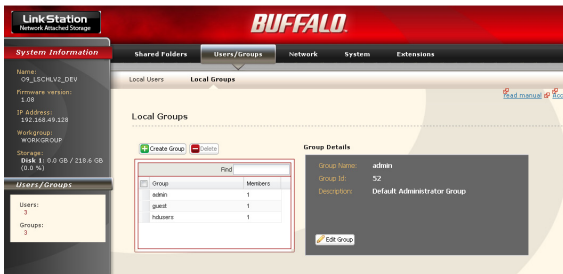 LinkStation
Network Attached Storage
BUFFALO
System Information
Shared Folders Users/Groups Network System Extensions
Local Users Local Groups
Name:
09_LSCHLV2_DEV
Firmware version:
1.08
IP Address:
192.168.49.128
Workgroup:
WORKGROUP
Storage:
Disk 1: 0.0 GB / 218.6 GB
(0.0 %)
Users/Groups
Users:
3
Groups:
3
read manual
Local Groups
Create Group Delete
Find
Group Members
admin 1
guest 1
hdusers 1
Group Details
Group Name: admin
Group Id: 52
Description: Default Administrator Group
Edit Group